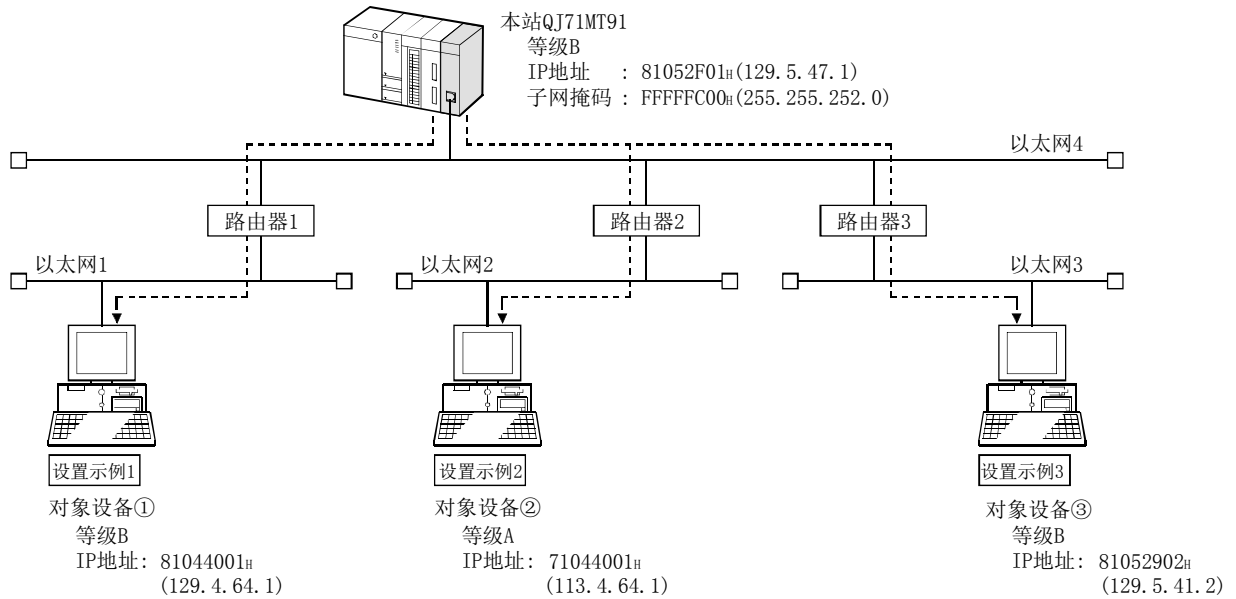 本站QJ71MT91
等级B
IP地址 : 81052F01H(129.5.47.1)
子网掩码 : FFFFFC00H(255.255.252.0)
以太网4
路由器1
路由器2
路由器3
以太网1
以太网2
以太网3
设置示例1
对象设备①
等级B
IP地址: 81044001H
(129.4.64.1)
设置示例2
对象设备②
等级A
IP地址: 71044001H
(113.4.64.1)
设置示例3
对象设备③
等级B
IP地址: 81052902H
(129.5.41.2)